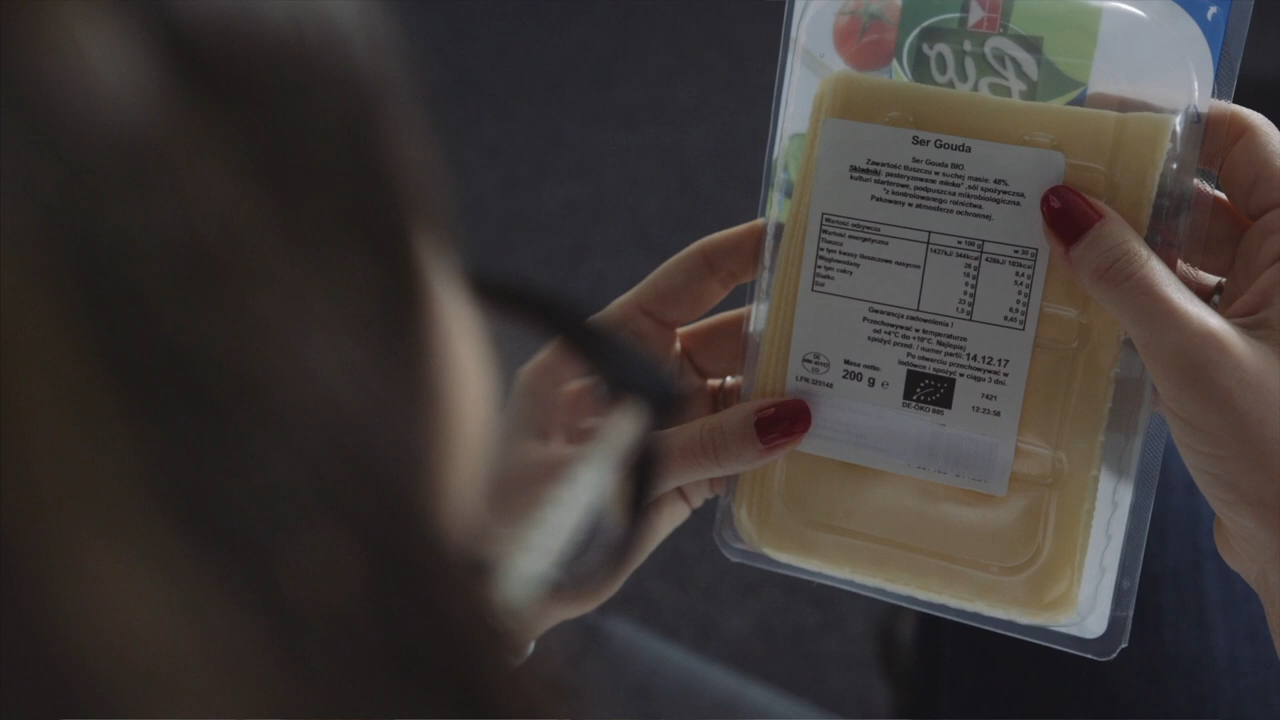 Bio
Ser Gouda
Ser Gouda BIO.
Zawartość tłuszczu w suchej masie: 48%.
Składniki: pasteryzowane mleko*, sól spożywcza,
kulturi starterowe, podpuszcka mikrobiologiczna.
*z kontrolowanego rolnictwa.
Pakowany w atmosferze ochronnej.
Wartość odżywcza w 100 g w 30 g
Wartość energetyczna 1427kJ/ 344kcal 428kJ/ 103kcal
Tłuszcz 28 g 8,4 g
w tym kwasy tłuszczowe nasycone 18 g 5,4 g
Węglowodany 0 g 0 g
w tym cukry 0 g 0 g
Białko 23 g 6,9 g
Sól 1,5 g 0,45 g
Gwarancja zadowolenia !
Przechowywać w temperaturze
od +4°C do +10°C. Najlepiej
spożyć przed: / numer partii: 14.12.17
Po otwarciu przechowywać w
lodówce i spożyć w ciągu 3 dni.
DE
EG
Masa netto:
200 g e
LFN:325148
DE-ÖKO 005
7421
12:23:58